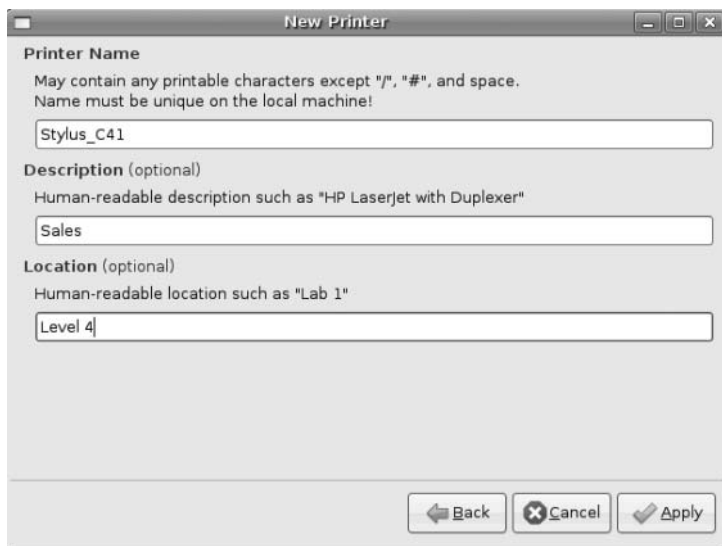 New Printer
Printer Name
May contain any printable characters except "/", "#", and space.
Name must be unique on the local machine!
Stylus_C41
Description (optional)
Human-readable description such as "HP LaserJet with Duplexer"
Sales
Location (optional)
Human-readable location such as "Lab 1"
Level 4
Back Cancel Apply